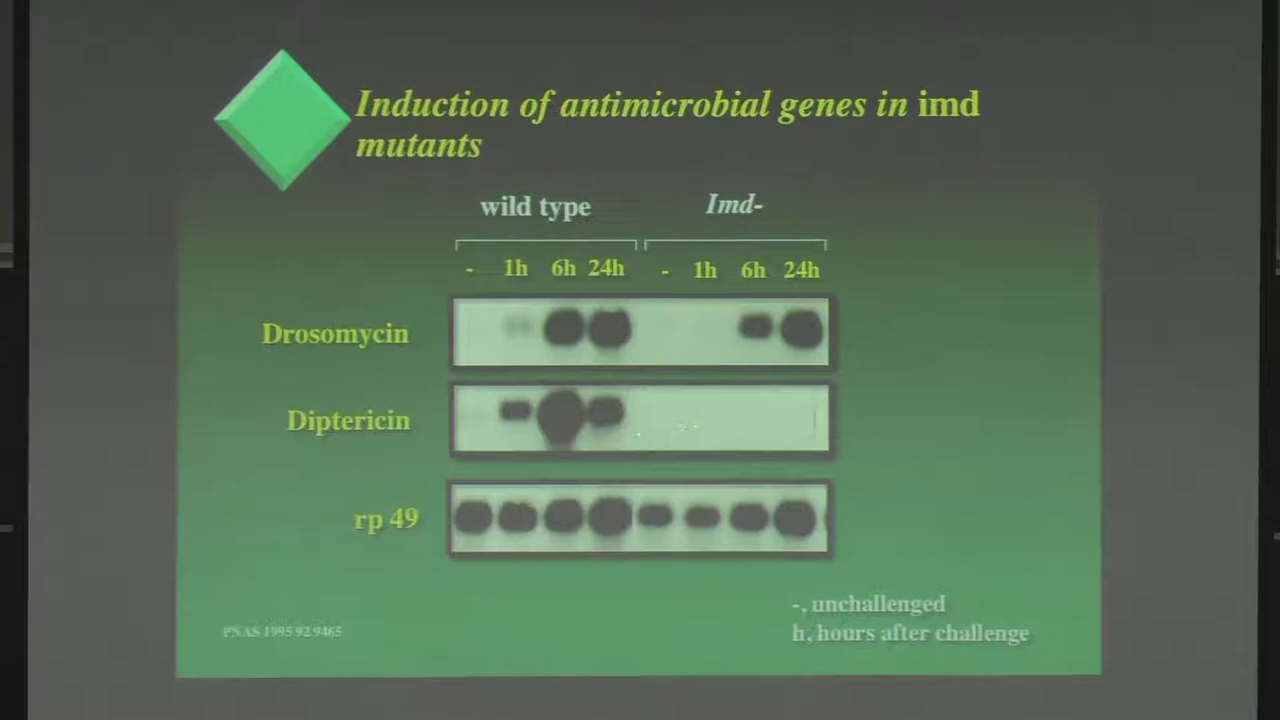 Induction of antimicrobial genes in imd
mutants
wild type Imd-
- 1h 6h 24h - 1h 6h 24h
Drosomycin
Diptericin
rp 49
-, unchallenged
h, hours after challenge
PNAS 1995 92 9465